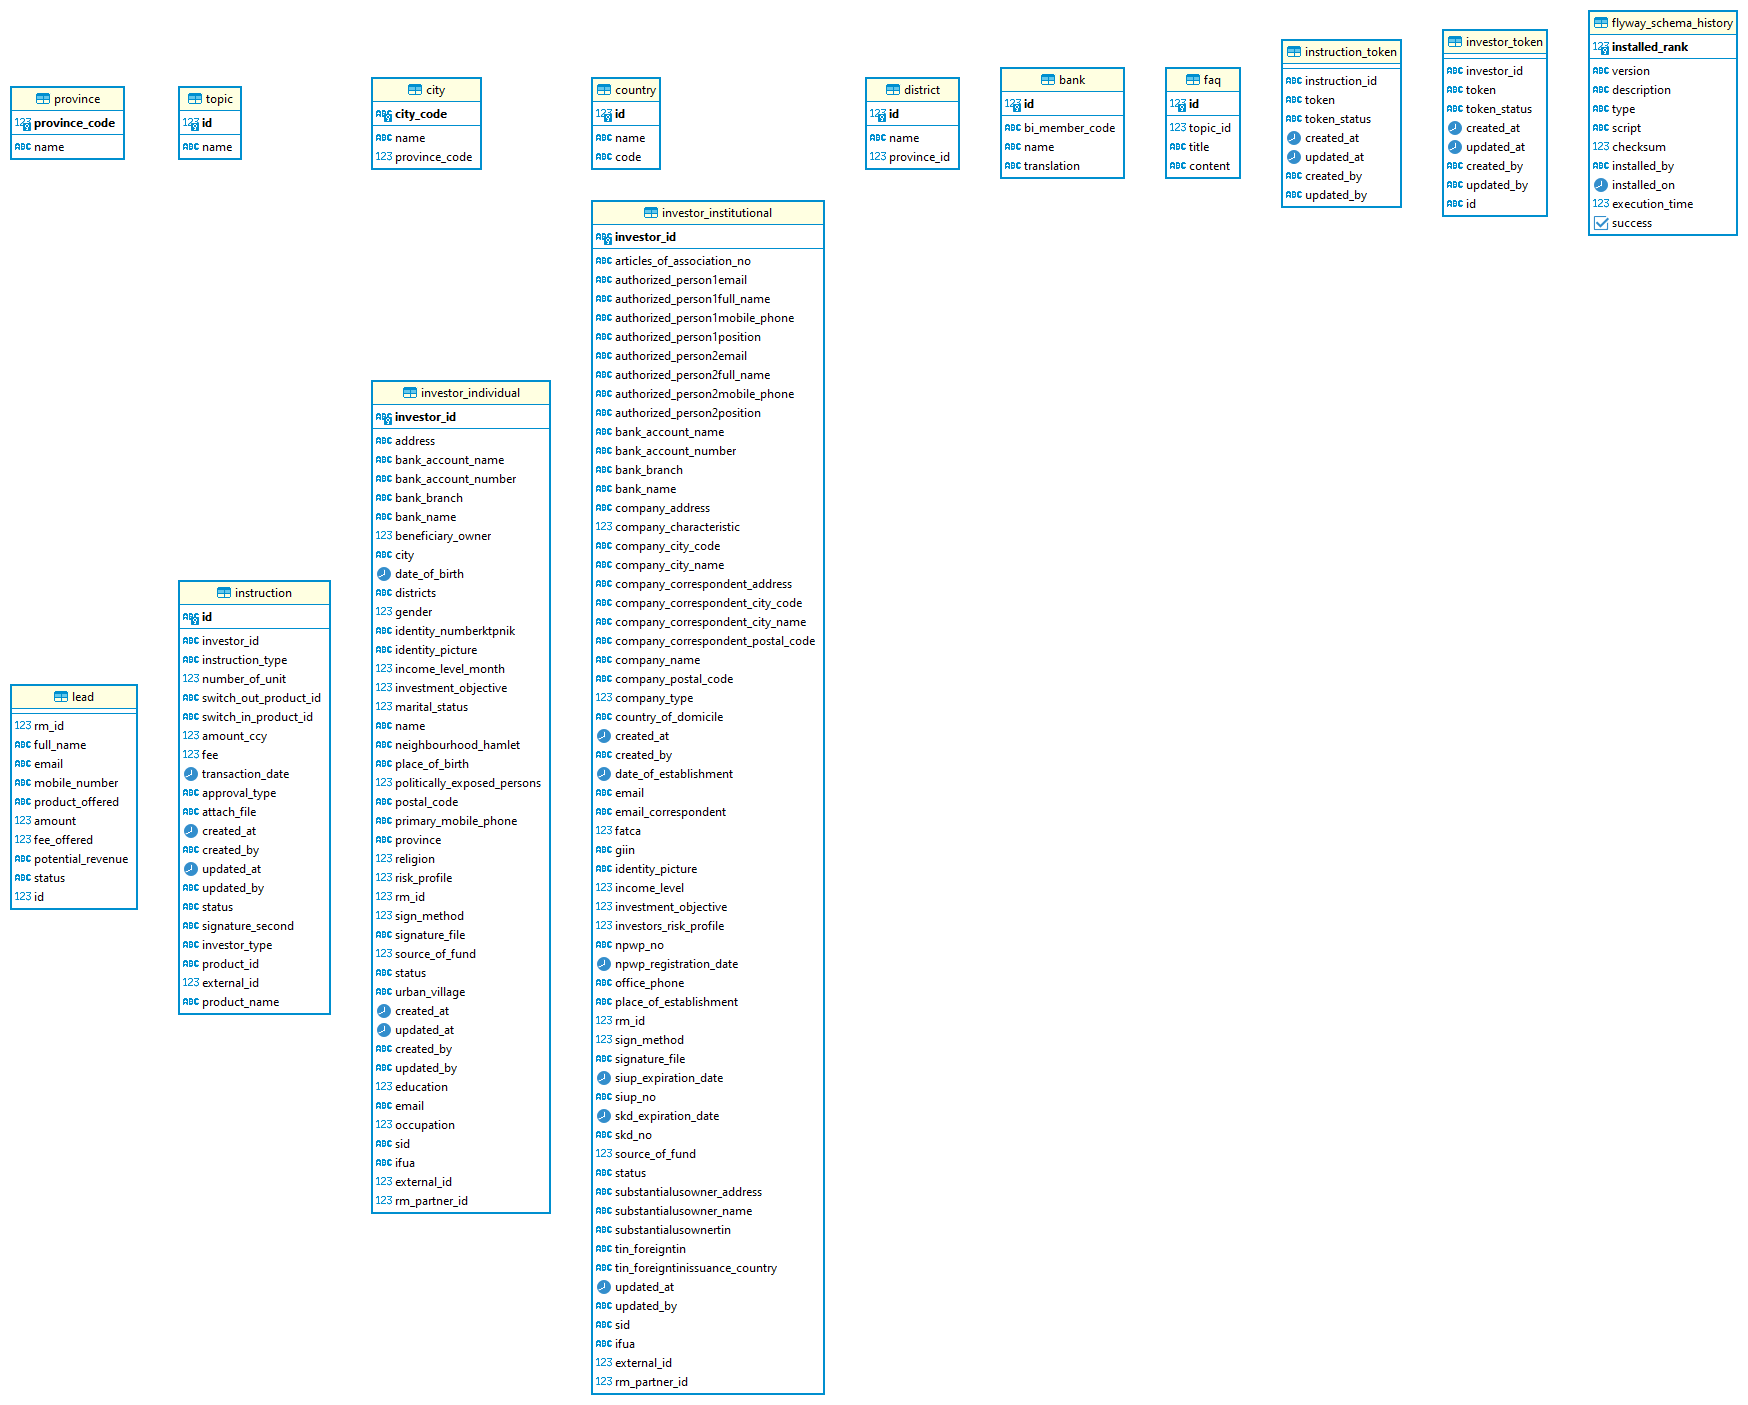 province
province_code
name
topic
id
name
city
city_code
name
province_code
country
id
name
code
district
id
name
province_id
bank
id
bi_member_code
name
translation
faq
id
topic_id
title
content
instruction_token
instruction_id
token
token_status
created_at
updated_at
created_by
updated_by
investor_token
investor_id
token
token_status
created_at
updated_at
created_by
updated_by
id
flyway_schema_history
installed_rank
version
description
type
script
checksum
installed_by
installed_on
execution_time
success
lead
rm_id
full_name
email
mobile_number
product_offered
amount
fee_offered
potential_revenue
status
id
instruction
id
investor_id
instruction_type
number_of_unit
switch_out_product_id
switch_in_product_id
amount_ccy
fee
transaction_date
approval_type
attach_file
created_at
created_by
updated_at
updated_by
status
signature_second
investor_type
product_id
external_id
product_name
investor_individual
investor_id
address
bank_account_name
bank_account_number
bank_branch
bank_name
beneficiary_owner
city
date_of_birth
districts
gender
identity_numberktpnik
identity_picture
income_level_month
investment_objective
marital_status
name
neighbourhood_hamlet
place_of_birth
politically_exposed_persons
postal_code
primary_mobile_phone
province
religion
risk_profile
rm_id
sign_method
signature_file
source_of_fund
status
urban_village
created_at
updated_at
created_by
updated_by
education
email
occupation
sid
ifua
external_id
rm_partner_id
investor_institutional
investor_id
articles_of_association_no
authorized_person1email
authorized_person1full_name
authorized_person1mobile_phone
authorized_person1position
authorized_person2email
authorized_person2full_name
authorized_person2mobile_phone
authorized_person2position
bank_account_name
bank_account_number
bank_branch
bank_name
company_address
company_characteristic
company_city_code
company_city_name
company_correspondent_address
company_correspondent_city_code
company_correspondent_city_name
company_correspondent_postal_code
company_name
company_postal_code
company_type
country_of_domicile
created_at
created_by
date_of_establishment
email
email_correspondent
fatca
giin
identity_picture
income_level
investment_objective
investors_risk_profile
npwp_no
npwp_registration_date
office_phone
place_of_establishment
rm_id
sign_method
signature_file
siup_expiration_date
siup_no
skd_expiration_date
skd_no
source_of_fund
status
substantialusowner_address
substantialusowner_name
substantialusownertin
tin_foreigntin
tin_foreigntinissuance_country
updated_at
updated_by
sid
ifua
external_id
rm_partner_id